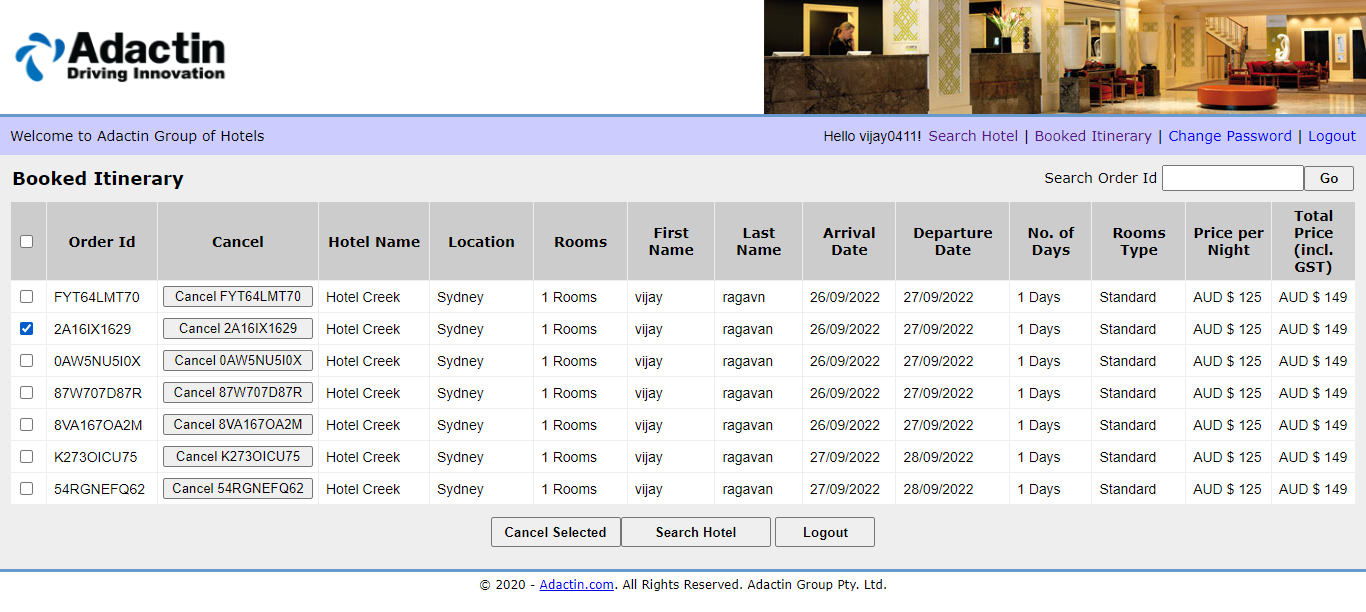 Adactin
Driving Innovation
Welcome to Adactin Group of Hotels
Hello vijay0411! Search Hotel | Booked Itinerary | Change Password | Logout
Booked Itinerary
Search Order Id Go
Order Id Cancel Hotel Name Location Rooms First Name Last Name Arrival Date Departure Date No. of Days Rooms Type Price per Night Total Price (incl. GST)
FYT64LMT70 Cancel FYT64LMT70 Hotel Creek Sydney 1 Rooms vijay ragavn 26/09/2022 27/09/2022 1 Days Standard AUD $ 125 AUD $ 149
2A16IX1629 Cancel 2A16IX1629 Hotel Creek Sydney 1 Rooms vijay ragavan 26/09/2022 27/09/2022 1 Days Standard AUD $ 125 AUD $ 149
0AW5NU5I0X Cancel 0AW5NU5I0X Hotel Creek Sydney 1 Rooms vijay ragavan 26/09/2022 27/09/2022 1 Days Standard AUD $ 125 AUD $ 149
87W707D87R Cancel 87W707D87R Hotel Creek Sydney 1 Rooms vijay ragavan 26/09/2022 27/09/2022 1 Days Standard AUD $ 125 AUD $ 149
8VA167OA2M Cancel 8VA167OA2M Hotel Creek Sydney 1 Rooms vijay ragavan 26/09/2022 27/09/2022 1 Days Standard AUD $ 125 AUD $ 149
K273OICU75 Cancel K273OICU75 Hotel Creek Sydney 1 Rooms vijay ragavan 27/09/2022 28/09/2022 1 Days Standard AUD $ 125 AUD $ 149
54RGNEFQ62 Cancel 54RGNEFQ62 Hotel Creek Sydney 1 Rooms vijay ragavan 27/09/2022 28/09/2022 1 Days Standard AUD $ 125 AUD $ 149
Cancel Selected Search Hotel Logout
© 2020 - Adactin.com. All Rights Reserved. Adactin Group Pty. Ltd.